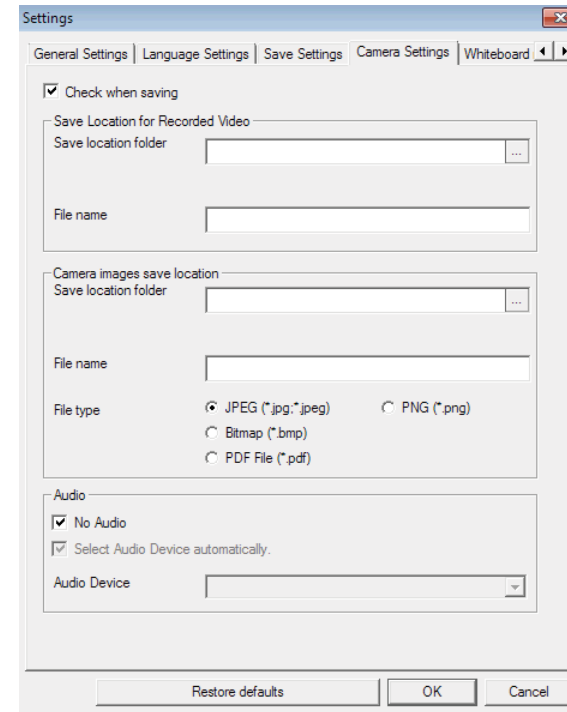 Settings
General Settings Language Settings Save Settings Camera Settings Whiteboard
Check when saving
Save Location for Recorded Video
Save location folder
...
File name
Camera images save location
Save location folder
...
File name
File type
JPEG (*.jpg;*.jpeg) PNG (*.png)
Bitmap (*.bmp)
PDF File (*.pdf)
Audio
No Audio
Select Audio Device automatically.
Audio Device
Restore defaults OK Cancel